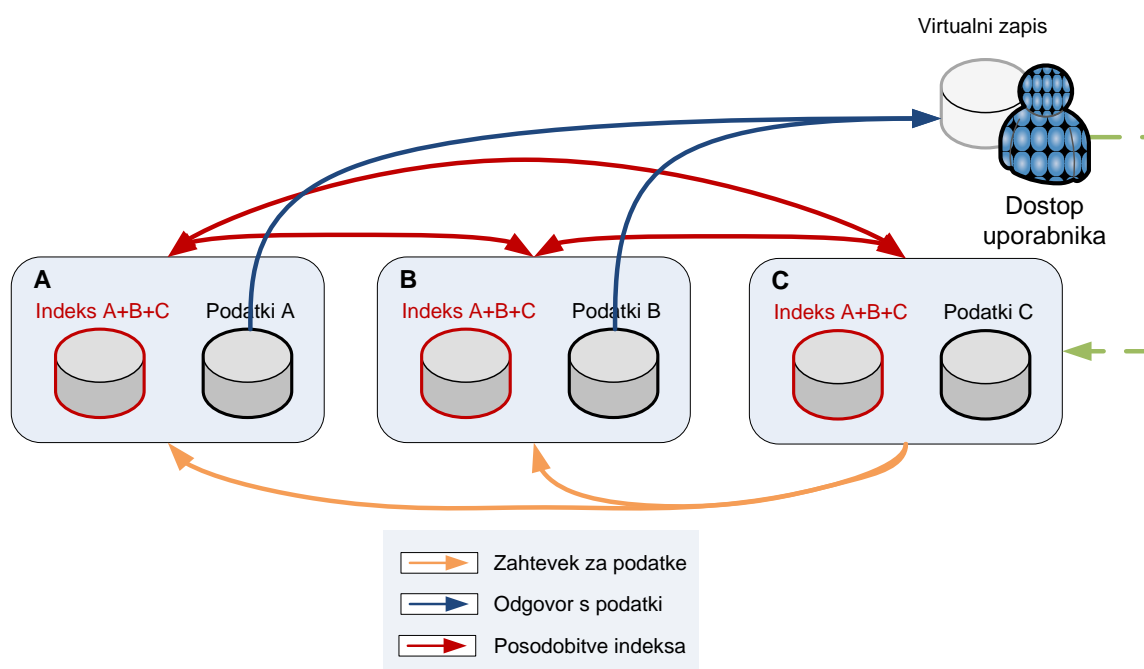 Virtualni zapis
Dostop
uporabnika
A
Indeks A+B+C
Podatki A
B
Indeks A+B+C
Podatki B
C
Indeks A+B+C
Podatki C
Zahtevek za podatke
Odgovor s podatki
Posodobitve indeksa